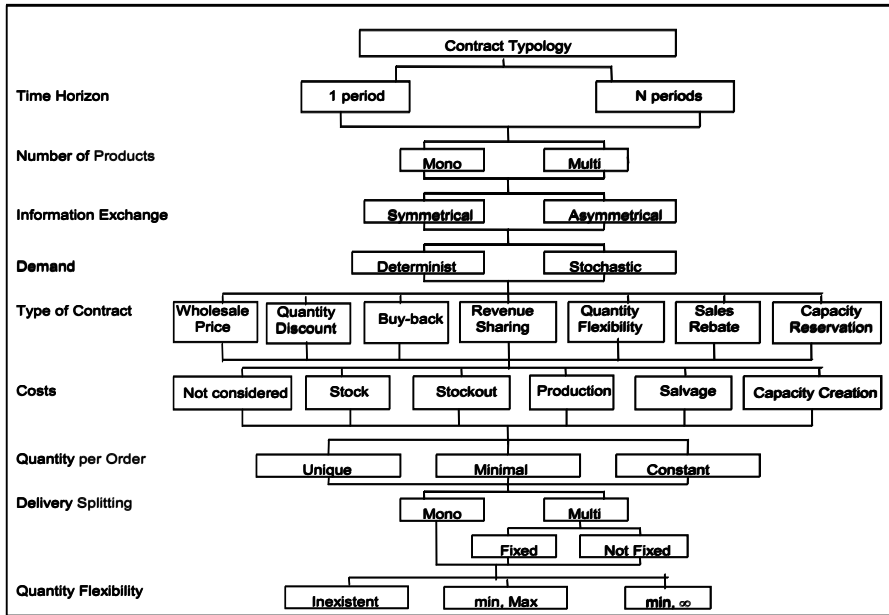 Contract Typology
Time Horizon
1 period
N periods
Number of Products
Mono
Multi
Information Exchange
Symmetrical
Asymmetrical
Demand
Determinist
Stochastic
Type of Contract
Wholesale
Price
Quantity
Discount
Buy-back
Revenue
Sharing
Quantity
Flexibility
Sales
Rebate
Capacity
Reservation
Costs
Not considered
Stock
Stockout
Production
Salvage
Capacity Creation
Quantity per Order
Unique
Minimal
Constant
Delivery Splitting
Mono
Multi
Fixed
Not Fixed
Quantity Flexibility
Inexistent
min, Max
min, ∞